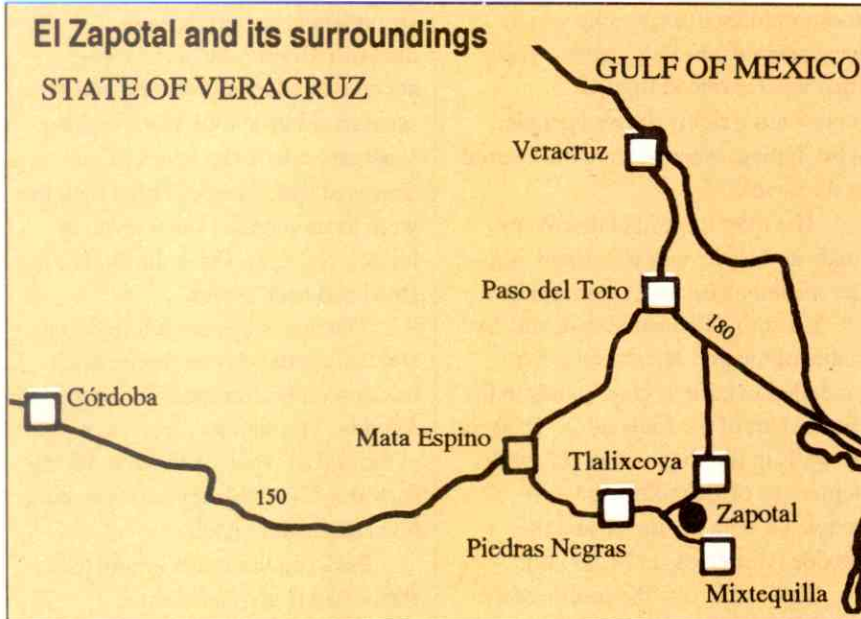 El Zapotal and its surroundings
STATE OF VERACRUZ
GULF OF MEXICO
Veracruz
Paso del Toro
180
Córdoba
Mata Espino
150
Tlalixcoya
Zapotal
Piedras Negras
Mixtequilla